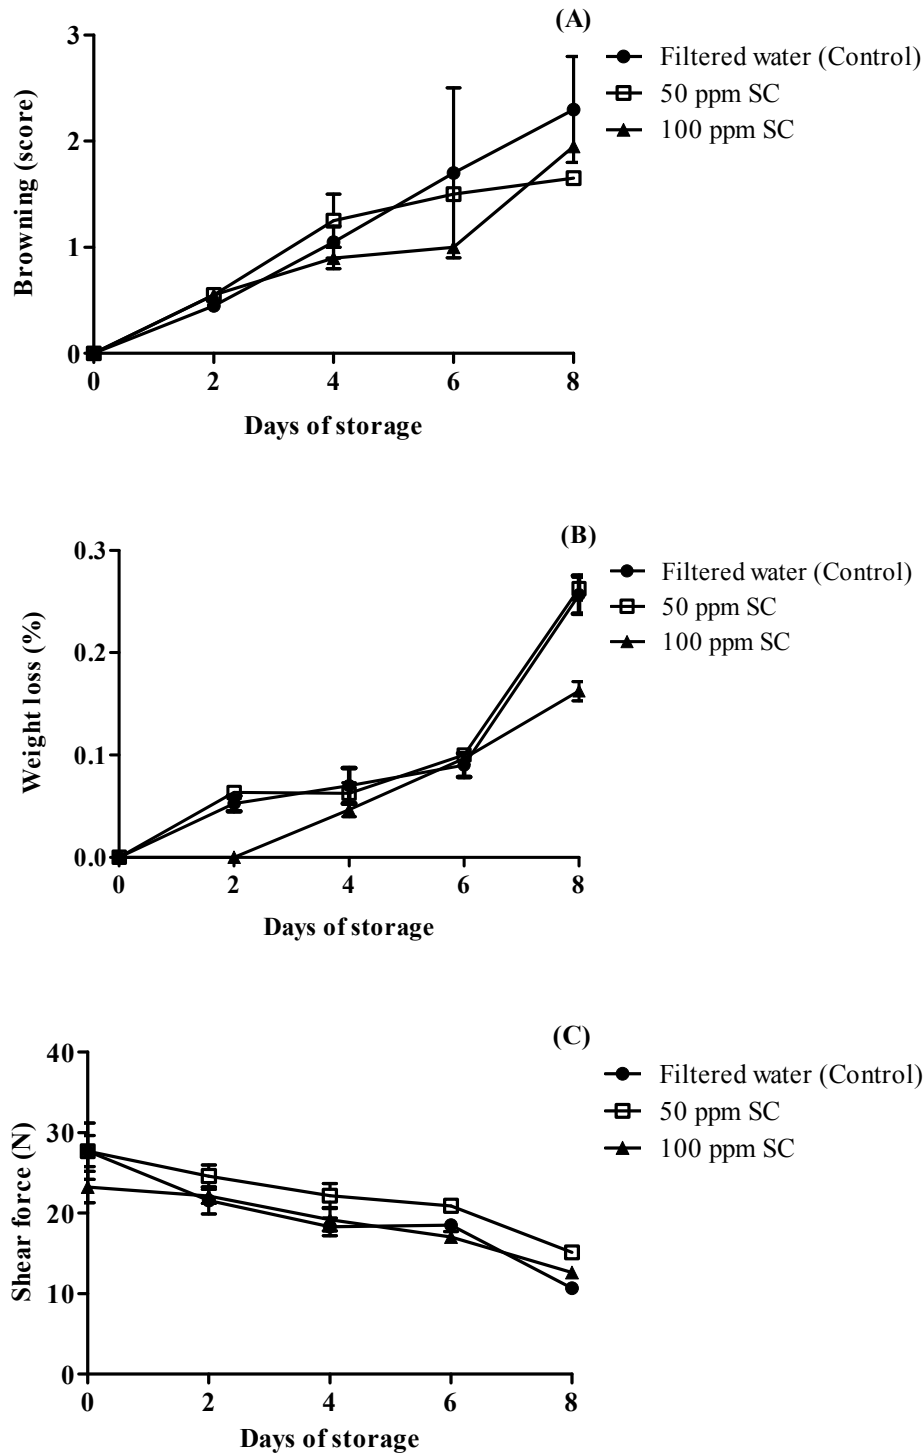 (A)
3
2
1
0
Browning (score)
0 2 4 6 8
Days of storage
Filtered water (Control)
50 ppm SC
100 ppm SC
(B)
0.3
0.2
0.1
0.0
Weight loss (%)
0 2 4 6 8
Days of storage
Filtered water (Control)
50 ppm SC
100 ppm SC
(C)
40
30
20
10
0
Shear force (N)
0 2 4 6 8
Days of storage
Filtered water (Control)
50 ppm SC
100 ppm SC